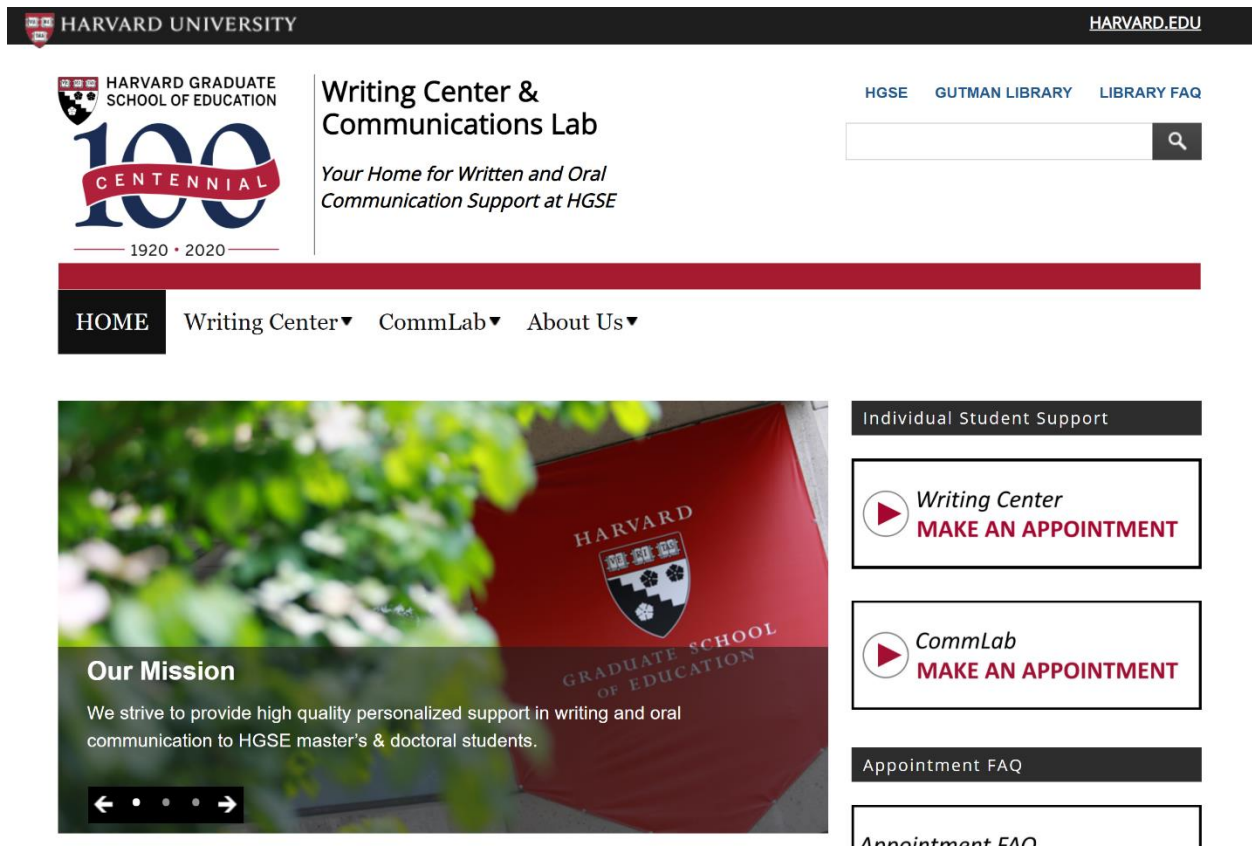 HARVARD UNIVERSITY
HARVARD.EDU
HARVARD GRADUATE
SCHOOL OF EDUCATION
100
CENTENNIAL
1920 • 2020
Writing Center &
Communications Lab
Your Home for Written and Oral
Communication Support at HGSE
HGSE GUTMAN LIBRARY LIBRARY FAQ
HOME Writing Center▼ CommLab▼ About Us▼
HARVARD
GRADUATE SCHOOL
OF EDUCATION
Our Mission
We strive to provide high quality personalized support in writing and oral
communication to HGSE master’s & doctoral students.
Individual Student Support
Writing Center
MAKE AN APPOINTMENT
CommLab
MAKE AN APPOINTMENT
Appointment FAQ
Appointment FAQ